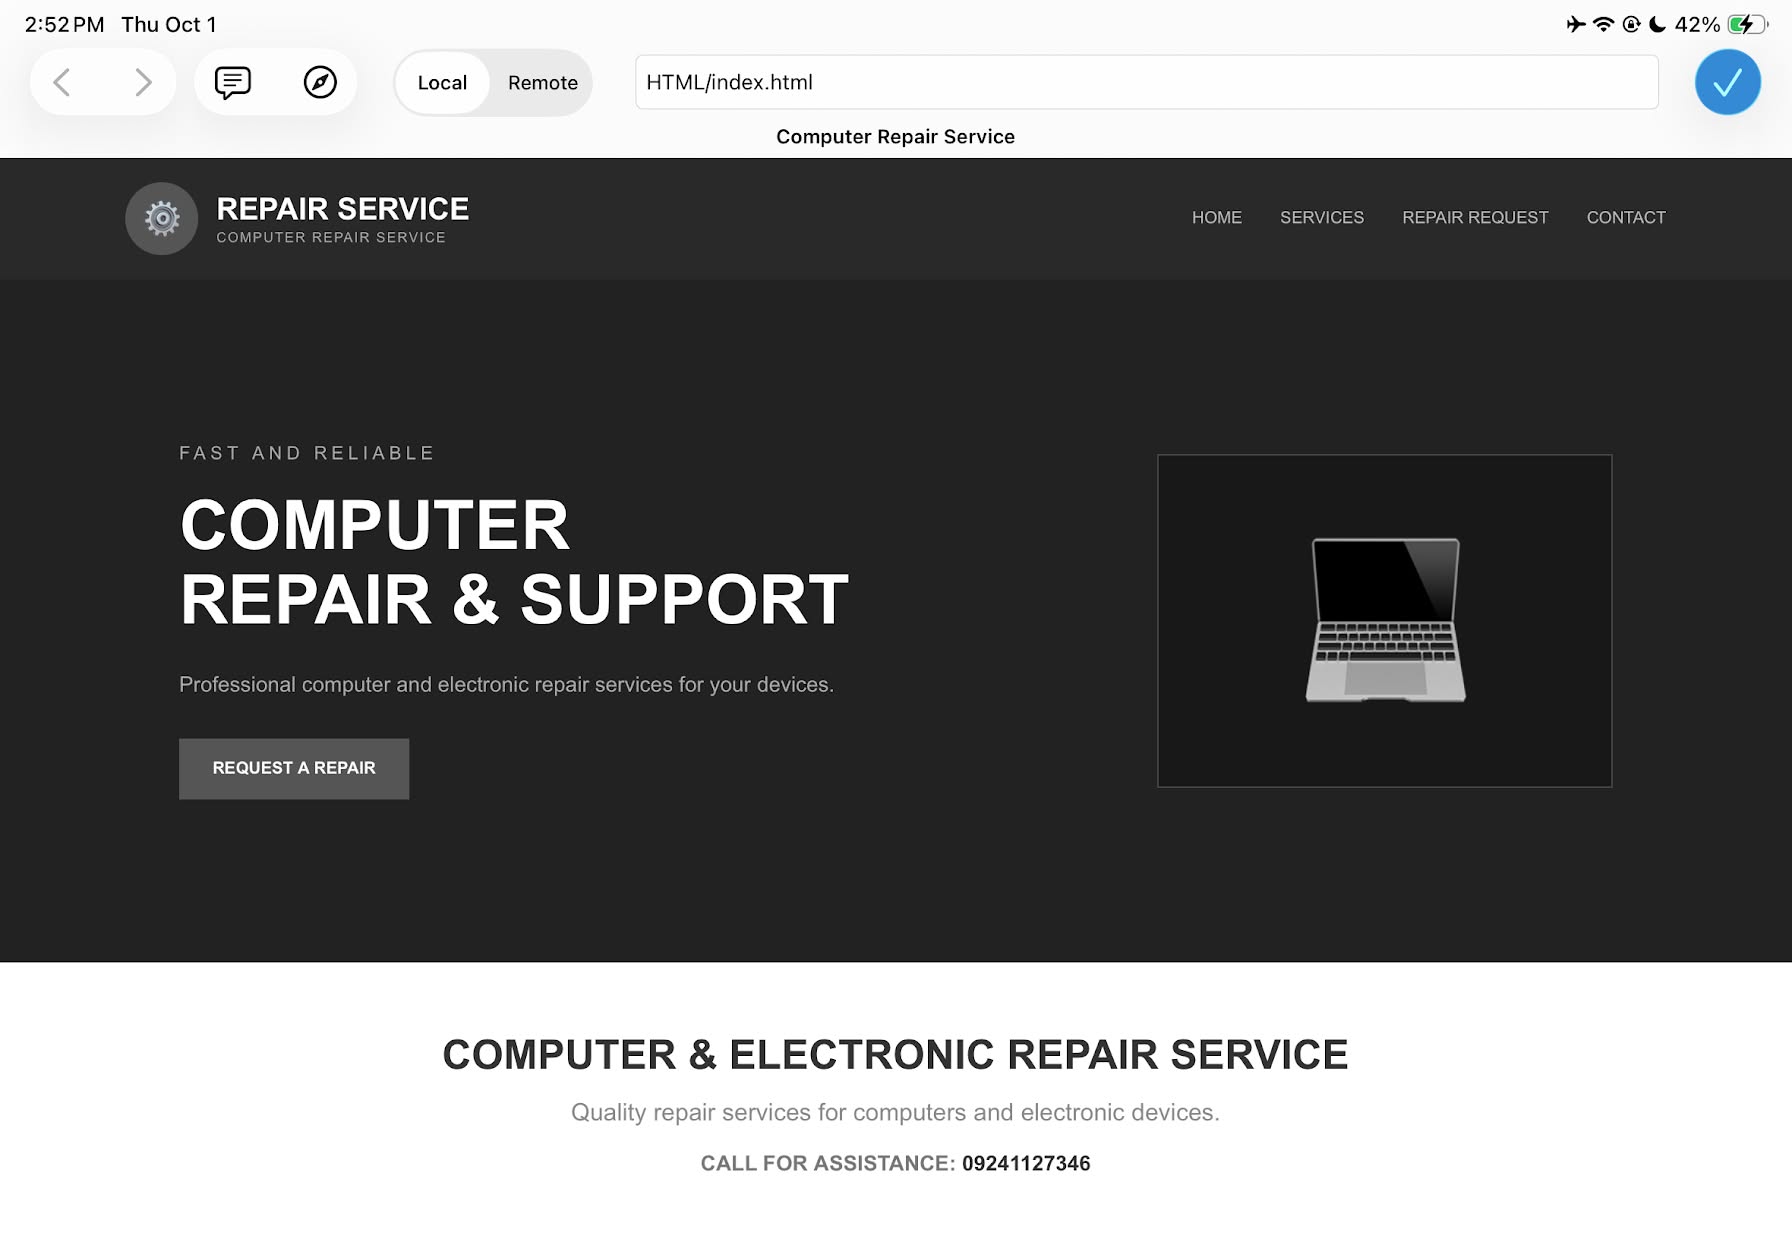 2:52 PM Thu Oct 1
42%
Local
Remote
HTML/index.html
Computer Repair Service
REPAIR SERVICE
COMPUTER REPAIR SERVICE
HOME
SERVICES
REPAIR REQUEST
CONTACT
FAST AND RELIABLE
COMPUTER
REPAIR & SUPPORT
Professional computer and electronic repair services for your devices.
REQUEST A REPAIR
COMPUTER & ELECTRONIC REPAIR SERVICE
Quality repair services for computers and electronic devices.
CALL FOR ASSISTANCE: 09241127346